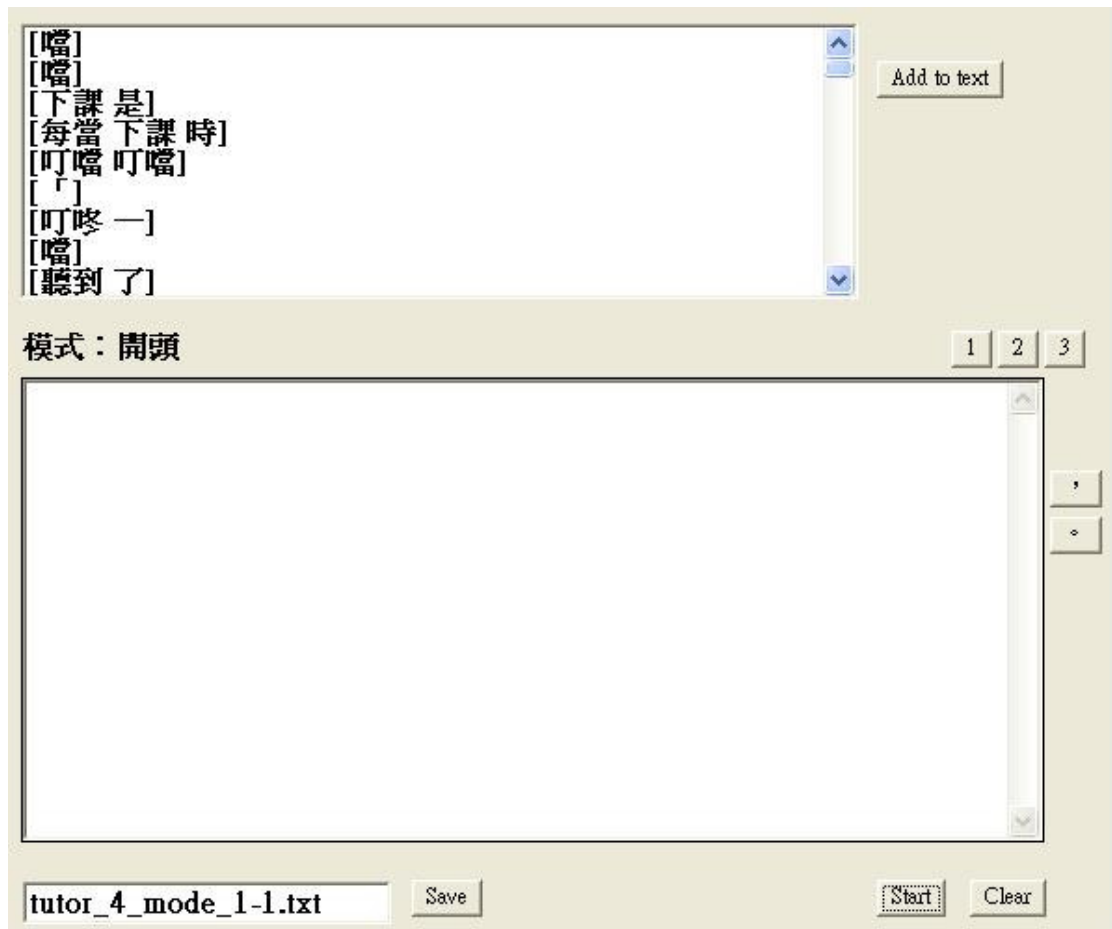 [噹]
[噹]
[下課 是]
[每當 下課 時]
[叮噹 叮噹]
[「]
[叮咚 一]
[噹]
[聽到 了]
Add to text
模式：開頭
1 2 3
，
。
tutor_4_mode_1-1.txt
Save
Start
Clear